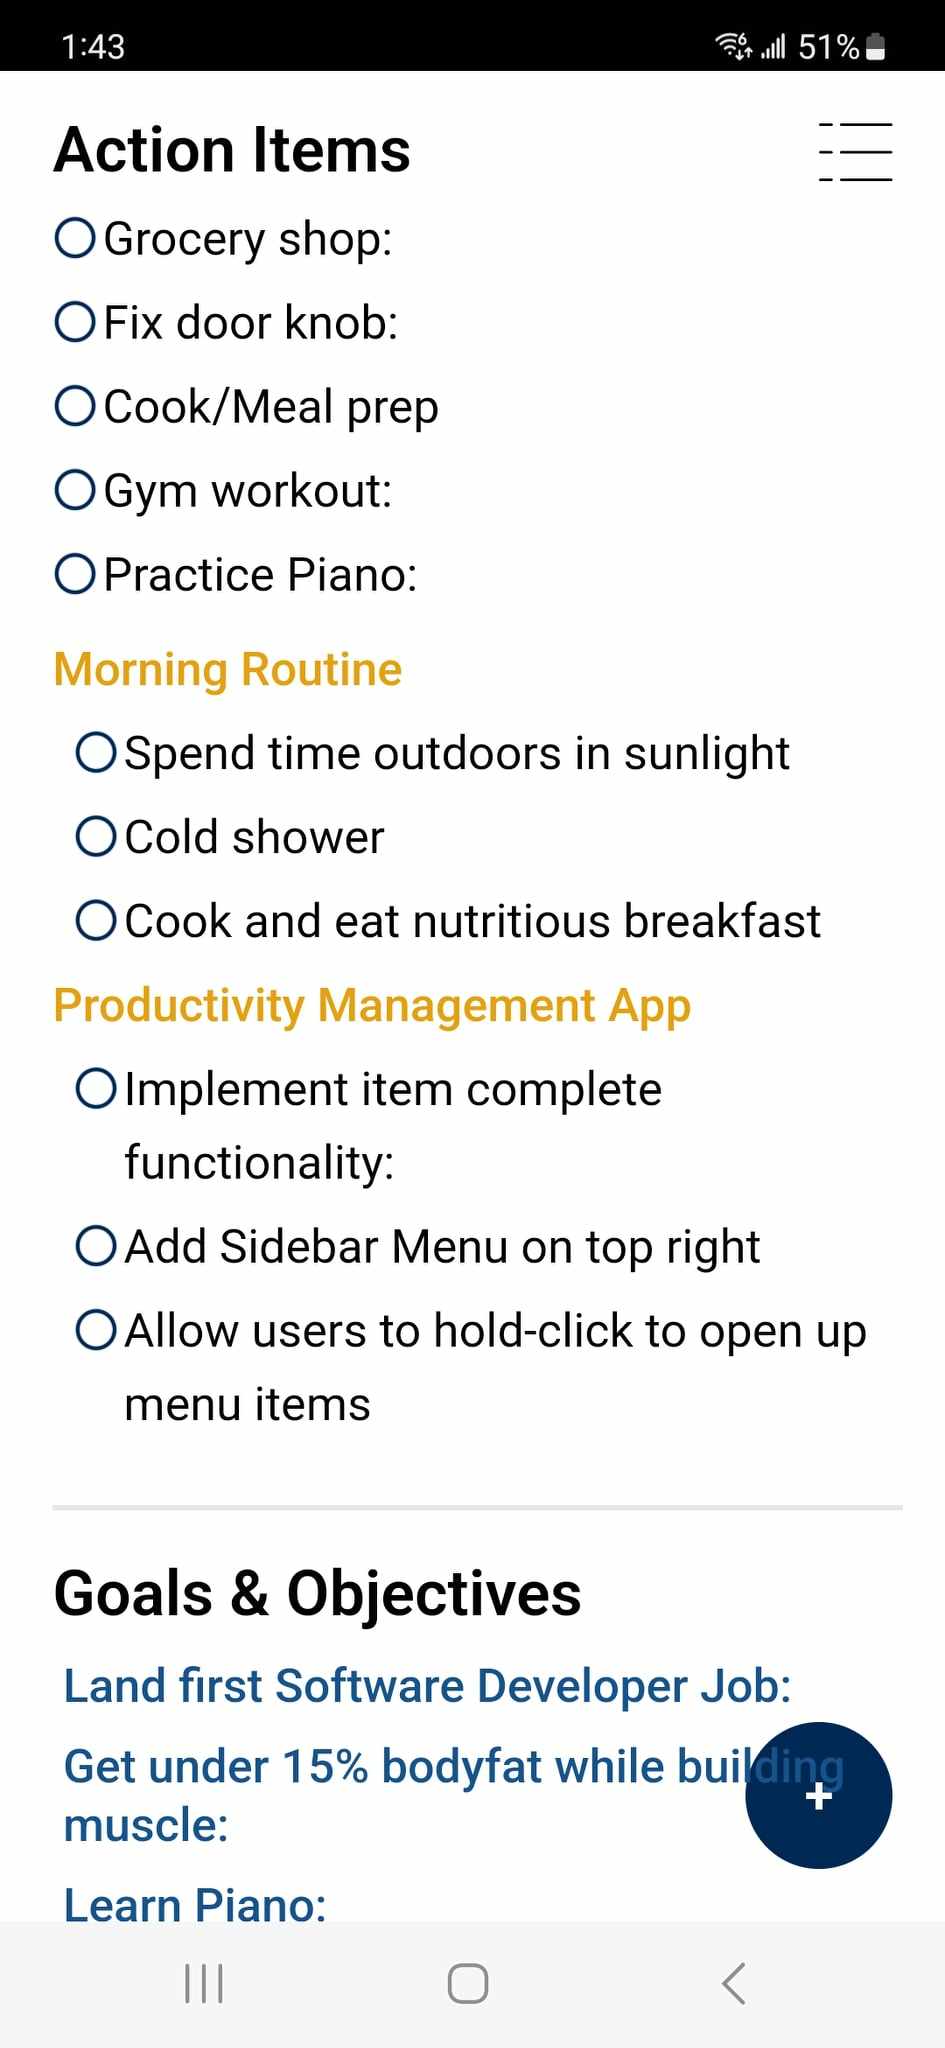 1:43
6
51%
Action Items
Grocery shop:
Fix door knob:
Cook/Meal prep
Gym workout:
Practice Piano:
Morning Routine
Spend time outdoors in sunlight
Cold shower
Cook and eat nutritious breakfast
Productivity Management App
Implement item complete
functionality:
Add Sidebar Menu on top right
Allow users to hold-click to open up
menu items
Goals & Objectives
Land first Software Developer Job:
Get under 15% bodyfat while building
muscle:
+
Learn Piano: